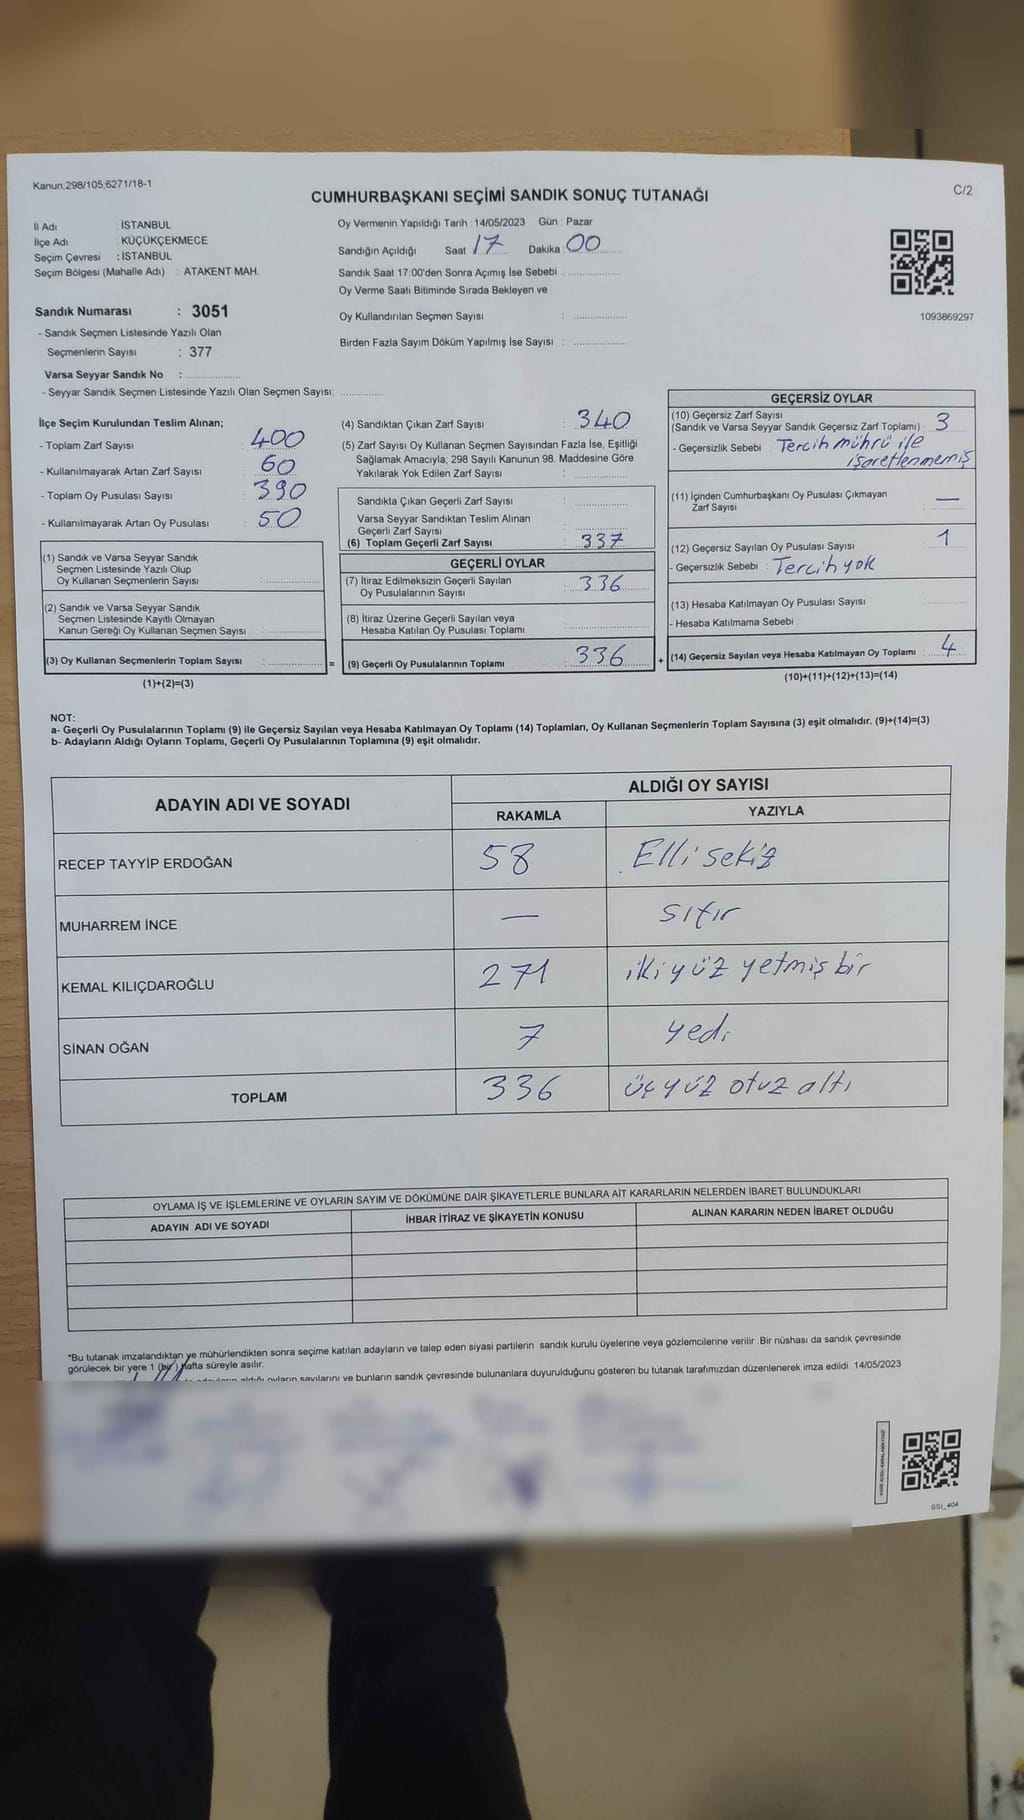 Kanun;298/105;6271/18-1
CUMHURBAŞKANI SEÇİMİ SANDIK SONUÇ TUTANAĞI
C/2
İl Adı : İSTANBUL
İlçe Adı : KÜÇÜKÇEKMECE
Seçim Çevresi : İSTANBUL
Seçim Bölgesi (Mahalle Adı) : ATAKENT MAH.
Oy Vermenin Yapıldığı Tarih : 14/05/2023 Gün : Pazar
Sandığın Açıldığı Saat 17 Dakika 00
Sandık Saat 17:00'den Sonra Açımış İse Sebebi :
Oy Verme Saati Bitiminde Sırada Bekleyen ve
Oy Kullandırılan Seçmen Sayısı :
Birden Fazla Sayım Döküm Yapılmış İse Sayısı :
1093869297
Sandık Numarası : 3051
- Sandık Seçmen Listesinde Yazılı Olan
Seçmenlerin Sayısı : 377
Varsa Seyyar Sandık No :
- Seyyar Sandık Seçmen Listesinde Yazılı Olan Seçmen Sayısı:
İlçe Seçim Kurulundan Teslim Alınan;
- Toplam Zarf Sayısı : 400
- Kullanılmayarak Artan Zarf Sayısı : 60
- Toplam Oy Pusulası Sayısı : 390
- Kullanılmayarak Artan Oy Pusulası : 50
(1) Sandık ve Varsa Seyyar Sandık
Seçmen Listesinde Yazılı Olup
Oy Kullanan Seçmenlerin Sayısı :
(2) Sandık ve Varsa Seyyar Sandık
Seçmen Listesinde Kayıtlı Olmayan
Kanun Gereği Oy Kullanan Seçmen Sayısı :
(3) Oy Kullanan Seçmenlerin Toplam Sayısı : =
(1)+(2)=(3)
(4) Sandıktan Çıkan Zarf Sayısı : 340
(5) Zarf Sayısı Oy Kullanan Seçmen Sayısından Fazla İse, Eşitliği
Sağlamak Amacıyla; 298 Sayılı Kanunun 98. Maddesine Göre
Yakılarak Yok Edilen Zarf Sayısı :
Sandıkta Çıkan Geçerli Zarf Sayısı :
Varsa Seyyar Sandıktan Teslim Alınan
Geçerli Zarf Sayısı :
(6) Toplam Geçerli Zarf Sayısı : 337
GEÇERLİ OYLAR
(7) İtiraz Edilmeksizin Geçerli Sayılan
Oy Pusulalarının Sayısı : 336
(8) İtiraz Üzerine Geçerli Sayılan veya
Hesaba Katılan Oy Pusulası Toplamı :
(9) Geçerli Oy Pusulalarının Toplamı : 336 +
GEÇERSİZ OYLAR
(10) Geçersiz Zarf Sayısı
(Sandık ve Varsa Seyyar Sandık Geçersiz Zarf Toplamı) : 3
- Geçersizlik Sebebi : Tercih mührü ile
işaretlenmemiş
(11) İçinden Cumhurbaşkanı Oy Pusulası Çıkmayan
Zarf Sayısı : —
(12) Geçersiz Sayılan Oy Pusulası Sayısı : 1
- Geçersizlik Sebebi : Tercih yok
(13) Hesaba Katılmayan Oy Pusulası Sayısı :
- Hesaba Katılmama Sebebi :
(14) Geçersiz Sayılan veya Hesaba Katılmayan Oy Toplamı : 4
(10)+(11)+(12)+(13)=(14)
NOT:
a- Geçerli Oy Pusulalarının Toplamı (9) ile Geçersiz Sayılan veya Hesaba Katılmayan Oy Toplamı (14) Toplamları, Oy Kullanan Seçmenlerin Toplam Sayısına (3) eşit olmalıdır. (9)+(14)=(3)
b- Adayların Aldığı Oyların Toplamı, Geçerli Oy Pusulalarının Toplamına (9) eşit olmalıdır.
ADAYIN ADI VE SOYADI
ALDIĞI OY SAYISI
RAKAMLA YAZIYLA
RECEP TAYYİP ERDOĞAN 58 Elli sekiz
MUHARREM İNCE — sıfır
KEMAL KILIÇDAROĞLU 271 ikiyüz yetmiş bir
SİNAN OĞAN 7 yedi
TOPLAM 336 üçyüz otuz altı
OYLAMA İŞ VE İŞLEMLERİNE VE OYLARIN SAYIM VE DÖKÜMÜNE DAİR ŞİKAYETLERLE BUNLARA AİT KARARLARIN NELERDEN İBARET BULUNDUKLARI
ADAYIN ADI VE SOYADI İHBAR İTİRAZ VE ŞİKAYETİN KONUSU ALINAN KARARIN NEDEN İBARET OLDUĞU
*Bu tutanak imzalandıktan ve mühürlendikten sonra seçime katılan adayların ve talep eden siyasi partilerin sandık kurulu üyelerine veya gözlemcilerine verilir. Bir nüshası da sandık çevresinde
görülecek bir yere 1 (bir) hafta süreyle asılır.
aldığı oyların sayılarını ve bunların sandık çevresinde bulunanlara duyurulduğunu gösteren bu tutanak tarafımızdan düzenlenerek imza edildi. 14/05/2023
SSI_404